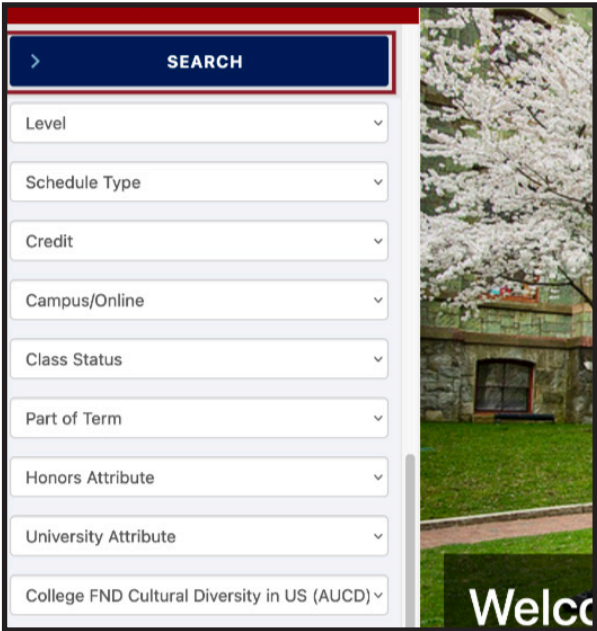 SEARCH
Level
Schedule Type
Credit
Campus/Online
Class Status
Part of Term
Honors Attribute
University Attribute
College FND Cultural Diversity in US (AUCD)